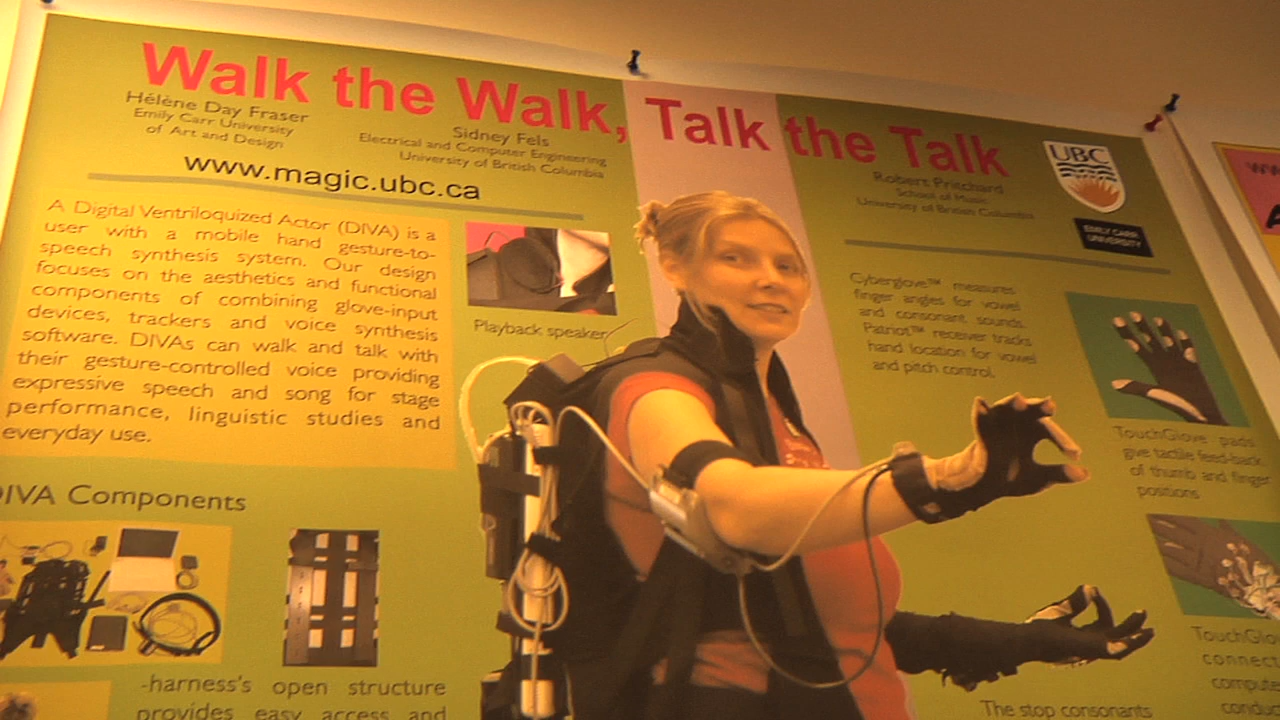 Walk the Walk, Talk the Talk
Hélène Day Fraser
Emily Carr University
of Art and Design
Sidney Fels
Electrical and Computer Engineering
University of British Columbia
Robert Pritchard
School of Music
University of British Columbia
UBC
EMILY CARR
UNIVERSITY
www.magic.ubc.ca
A Digital Ventriloquized Actor (DIVA) is a
user with a mobile hand gesture-to-
speech synthesis system. Our design
focuses on the aesthetics and functional
components of combining glove-input
devices, trackers and voice synthesis
software. DIVAs can walk and talk with
their gesture-controlled voice providing
expressive speech and song for stage
performance, linguistic studies and
everyday use.
Playback speaker
Cyberglove™ measures
finger angles for vowel
and consonant sounds.
Patriot™ receiver tracks
hand location for vowel
and pitch control.
TouchGlove pads
give tactile feed-back
of thumb and finger
positions
DIVA Components
-harness's open structure
provides easy access and
TouchGlo
connect
compute
condu
The stop consonants